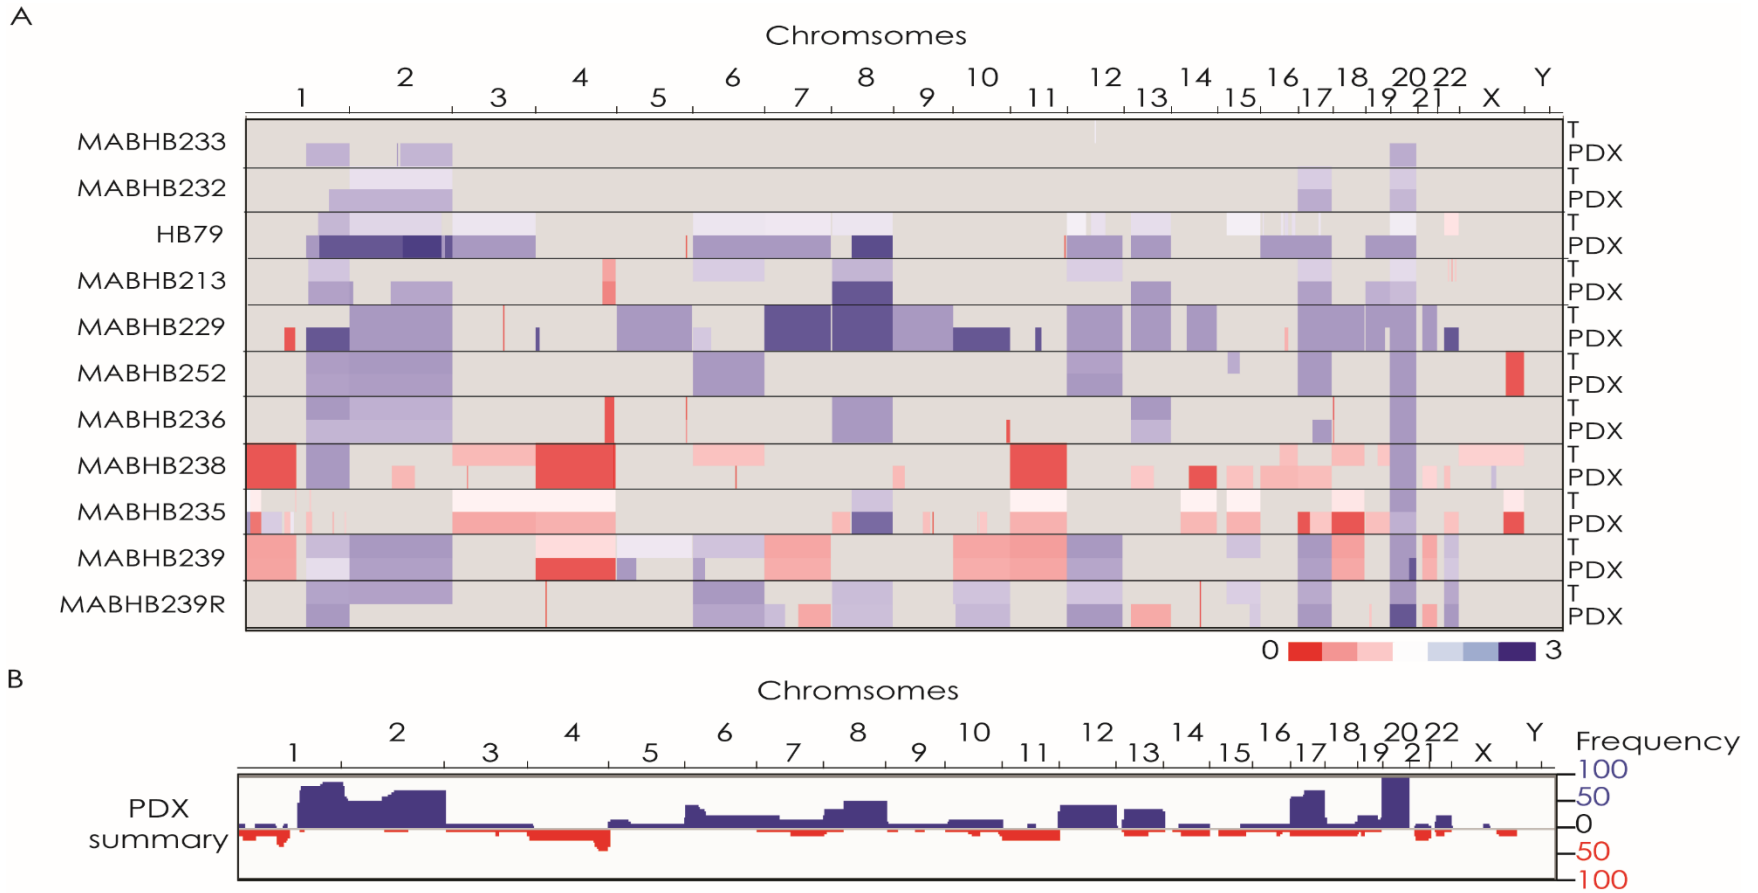 A
Chromsomes
2 4 6 8 10 12 14 16 18 20 22 Y
1 3 5 7 9 11 13 15 17 19 21 X
MABHB233 T
PDX
MABHB232 T
PDX
HB79 T
PDX
MABHB213 T
PDX
MABHB229 T
PDX
MABHB252 T
PDX
MABHB236 T
PDX
MABHB238 T
PDX
MABHB235 T
PDX
MABHB239 T
PDX
MABHB239R T
PDX
0 3
B
Chromsomes
2 4 6 8 10 12 14 16 18 20 22 Y
1 3 5 7 9 11 13 15 17 19 21 X
Frequency
100
50
0
50
100
PDX
summary